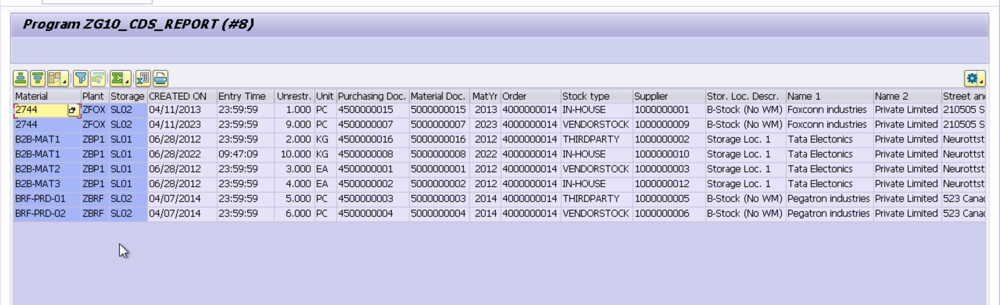 Program ZG10_CDS_REPORT (#8)
Material Plant Storage CREATED ON Entry Time Unrestr. Unit Purchasing Doc. Material Doc. MatYr Order Stock type Supplier Stor. Loc. Descr. Name 1 Name 2 Street an
2744 ZFOX SL02 04/11/2013 23:59:59 1.000 PC 4500000015 5000000015 2013 4000000014 IN-HOUSE 1000000001 B-Stock (No WM) Foxconn industries Private Limited 210505 S
2744 ZFOX SL02 04/11/2023 23:59:59 9.000 PC 4500000007 5000000007 2023 4000000014 VENDORSTOCK 1000000009 B-Stock (No WM) Foxconn industries Private Limited 210505 S
B2B-MAT1 ZBP1 SL01 06/28/2012 23:59:59 2.000 KG 4500000016 5000000016 2012 4000000014 THIRDPARTY 1000000002 Storage Loc. 1 Tata Electonics Private Limited Neurottst
B2B-MAT1 ZBP1 SL01 06/28/2022 09:47:09 10.000 KG 4500000008 5000000008 2022 4000000014 IN-HOUSE 1000000010 Storage Loc. 1 Tata Electonics Private Limited Neurottst
B2B-MAT2 ZBP1 SL01 06/28/2012 23:59:59 3.000 EA 4500000001 5000000001 2012 4000000014 VENDORSTOCK 1000000003 Storage Loc. 1 Tata Electonics Private Limited Neurottst
B2B-MAT3 ZBP1 SL01 06/28/2012 23:59:59 4.000 EA 4500000002 5000000002 2012 4000000014 IN-HOUSE 1000000012 Storage Loc. 1 Tata Electonics Private Limited Neurottst
BRF-PRD-01 ZBRF SL02 04/07/2014 23:59:59 5.000 PC 4500000003 5000000003 2014 4000000014 THIRDPARTY 1000000005 B-Stock (No WM) Pegatron industries Private Limited 523 Canad
BRF-PRD-02 ZBRF SL02 04/07/2014 23:59:59 6.000 PC 4500000004 5000000004 2014 4000000014 VENDORSTOCK 1000000006 B-Stock (No WM) Pegatron industries Private Limited 523 Canad